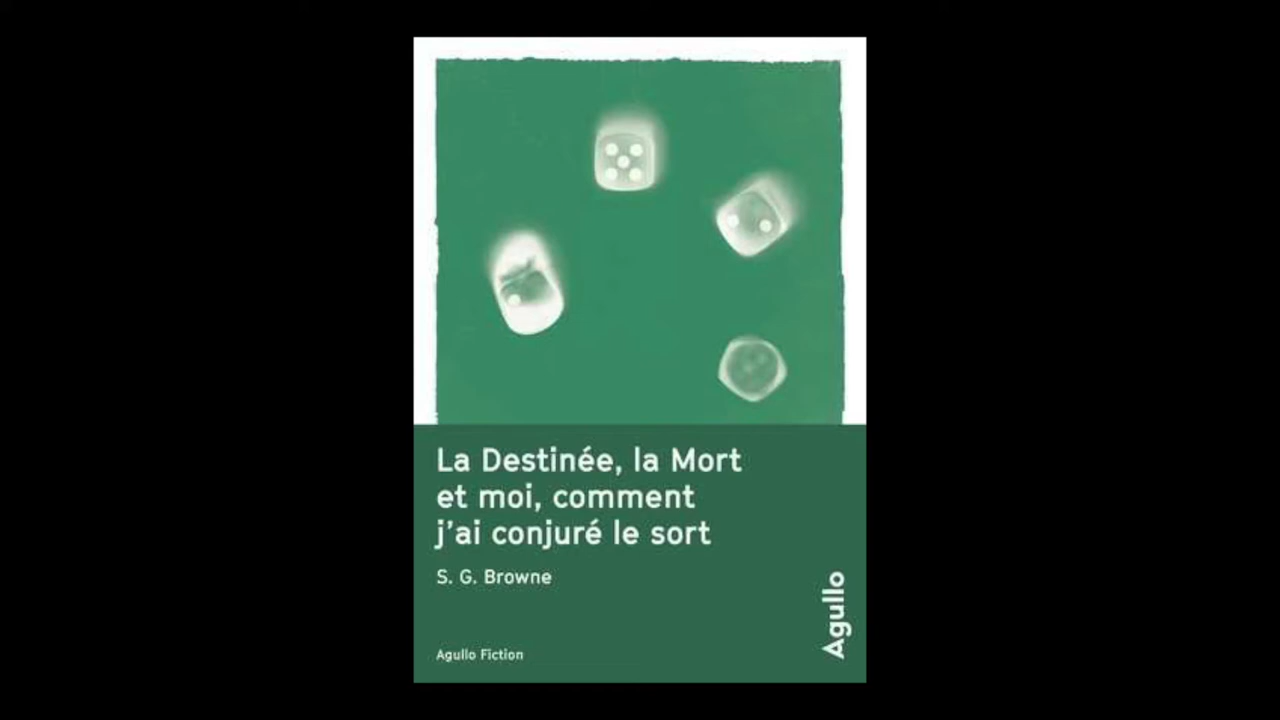 La Destinée, la Mort
et moi, comment
j'ai conjuré le sort
S. G. Browne
Agullo
Agullo Fiction